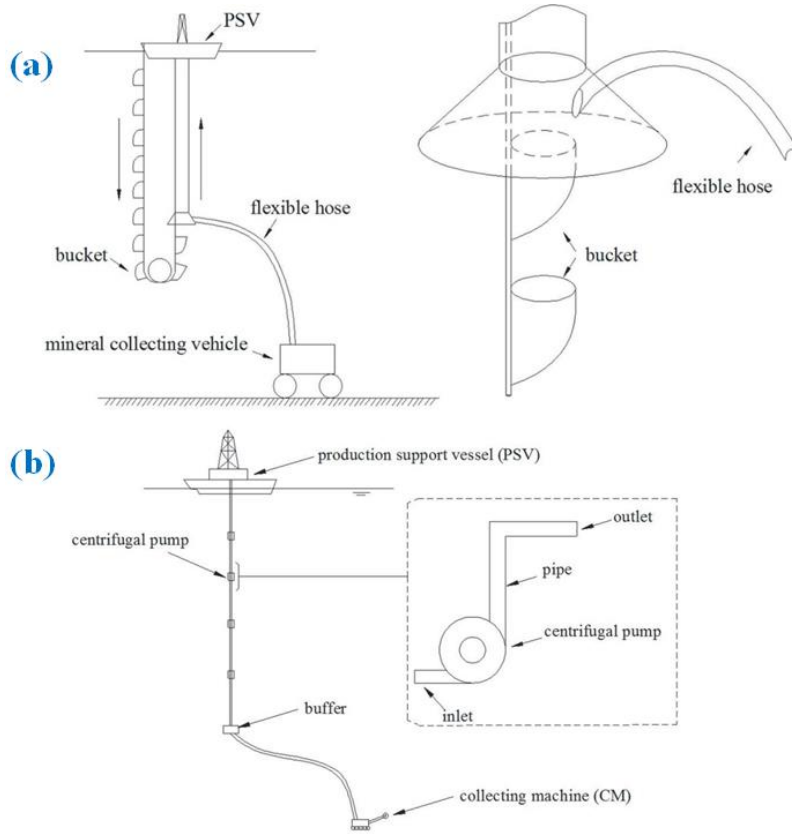 (a)
PSV
flexible hose
bucket
mineral collecting vehicle
flexible hose
bucket
(b)
production support vessel (PSV)
centrifugal pump
outlet
pipe
centrifugal pump
inlet
buffer
collecting machine (CM)